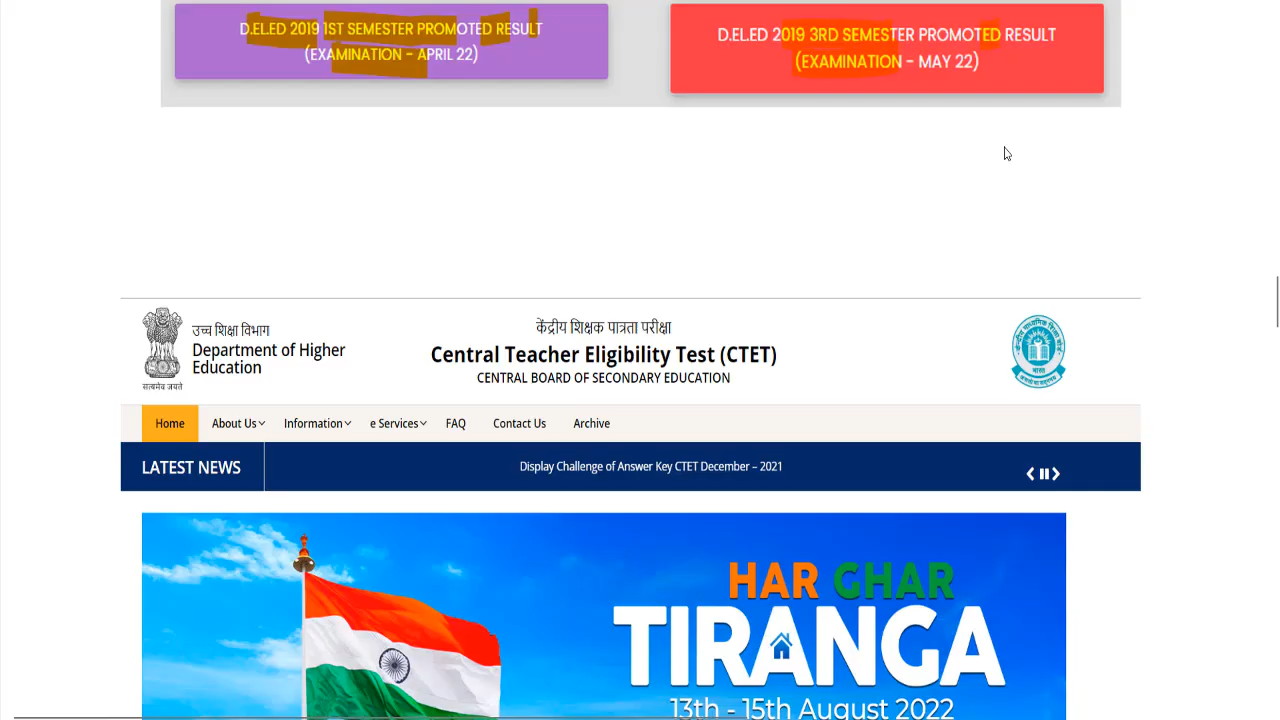 D.EL.ED 2019 1ST SEMESTER PROMOTED RESULT
(EXAMINATION - APRIL 22)
D.EL.ED 2019 3RD SEMESTER PROMOTED RESULT
(EXAMINATION - MAY 22)
उच्च शिक्षा विभाग
Department of Higher
Education
सत्यमेव जयते
केंद्रीय शिक्षक पात्रता परीक्षा
Central Teacher Eligibility Test (CTET)
CENTRAL BOARD OF SECONDARY EDUCATION
भारत
Home About Us Information e Services FAQ Contact Us Archive
LATEST NEWS
Display Challenge of Answer Key CTET December – 2021
HAR GHAR
TIRANGA
13th - 15th August 2022